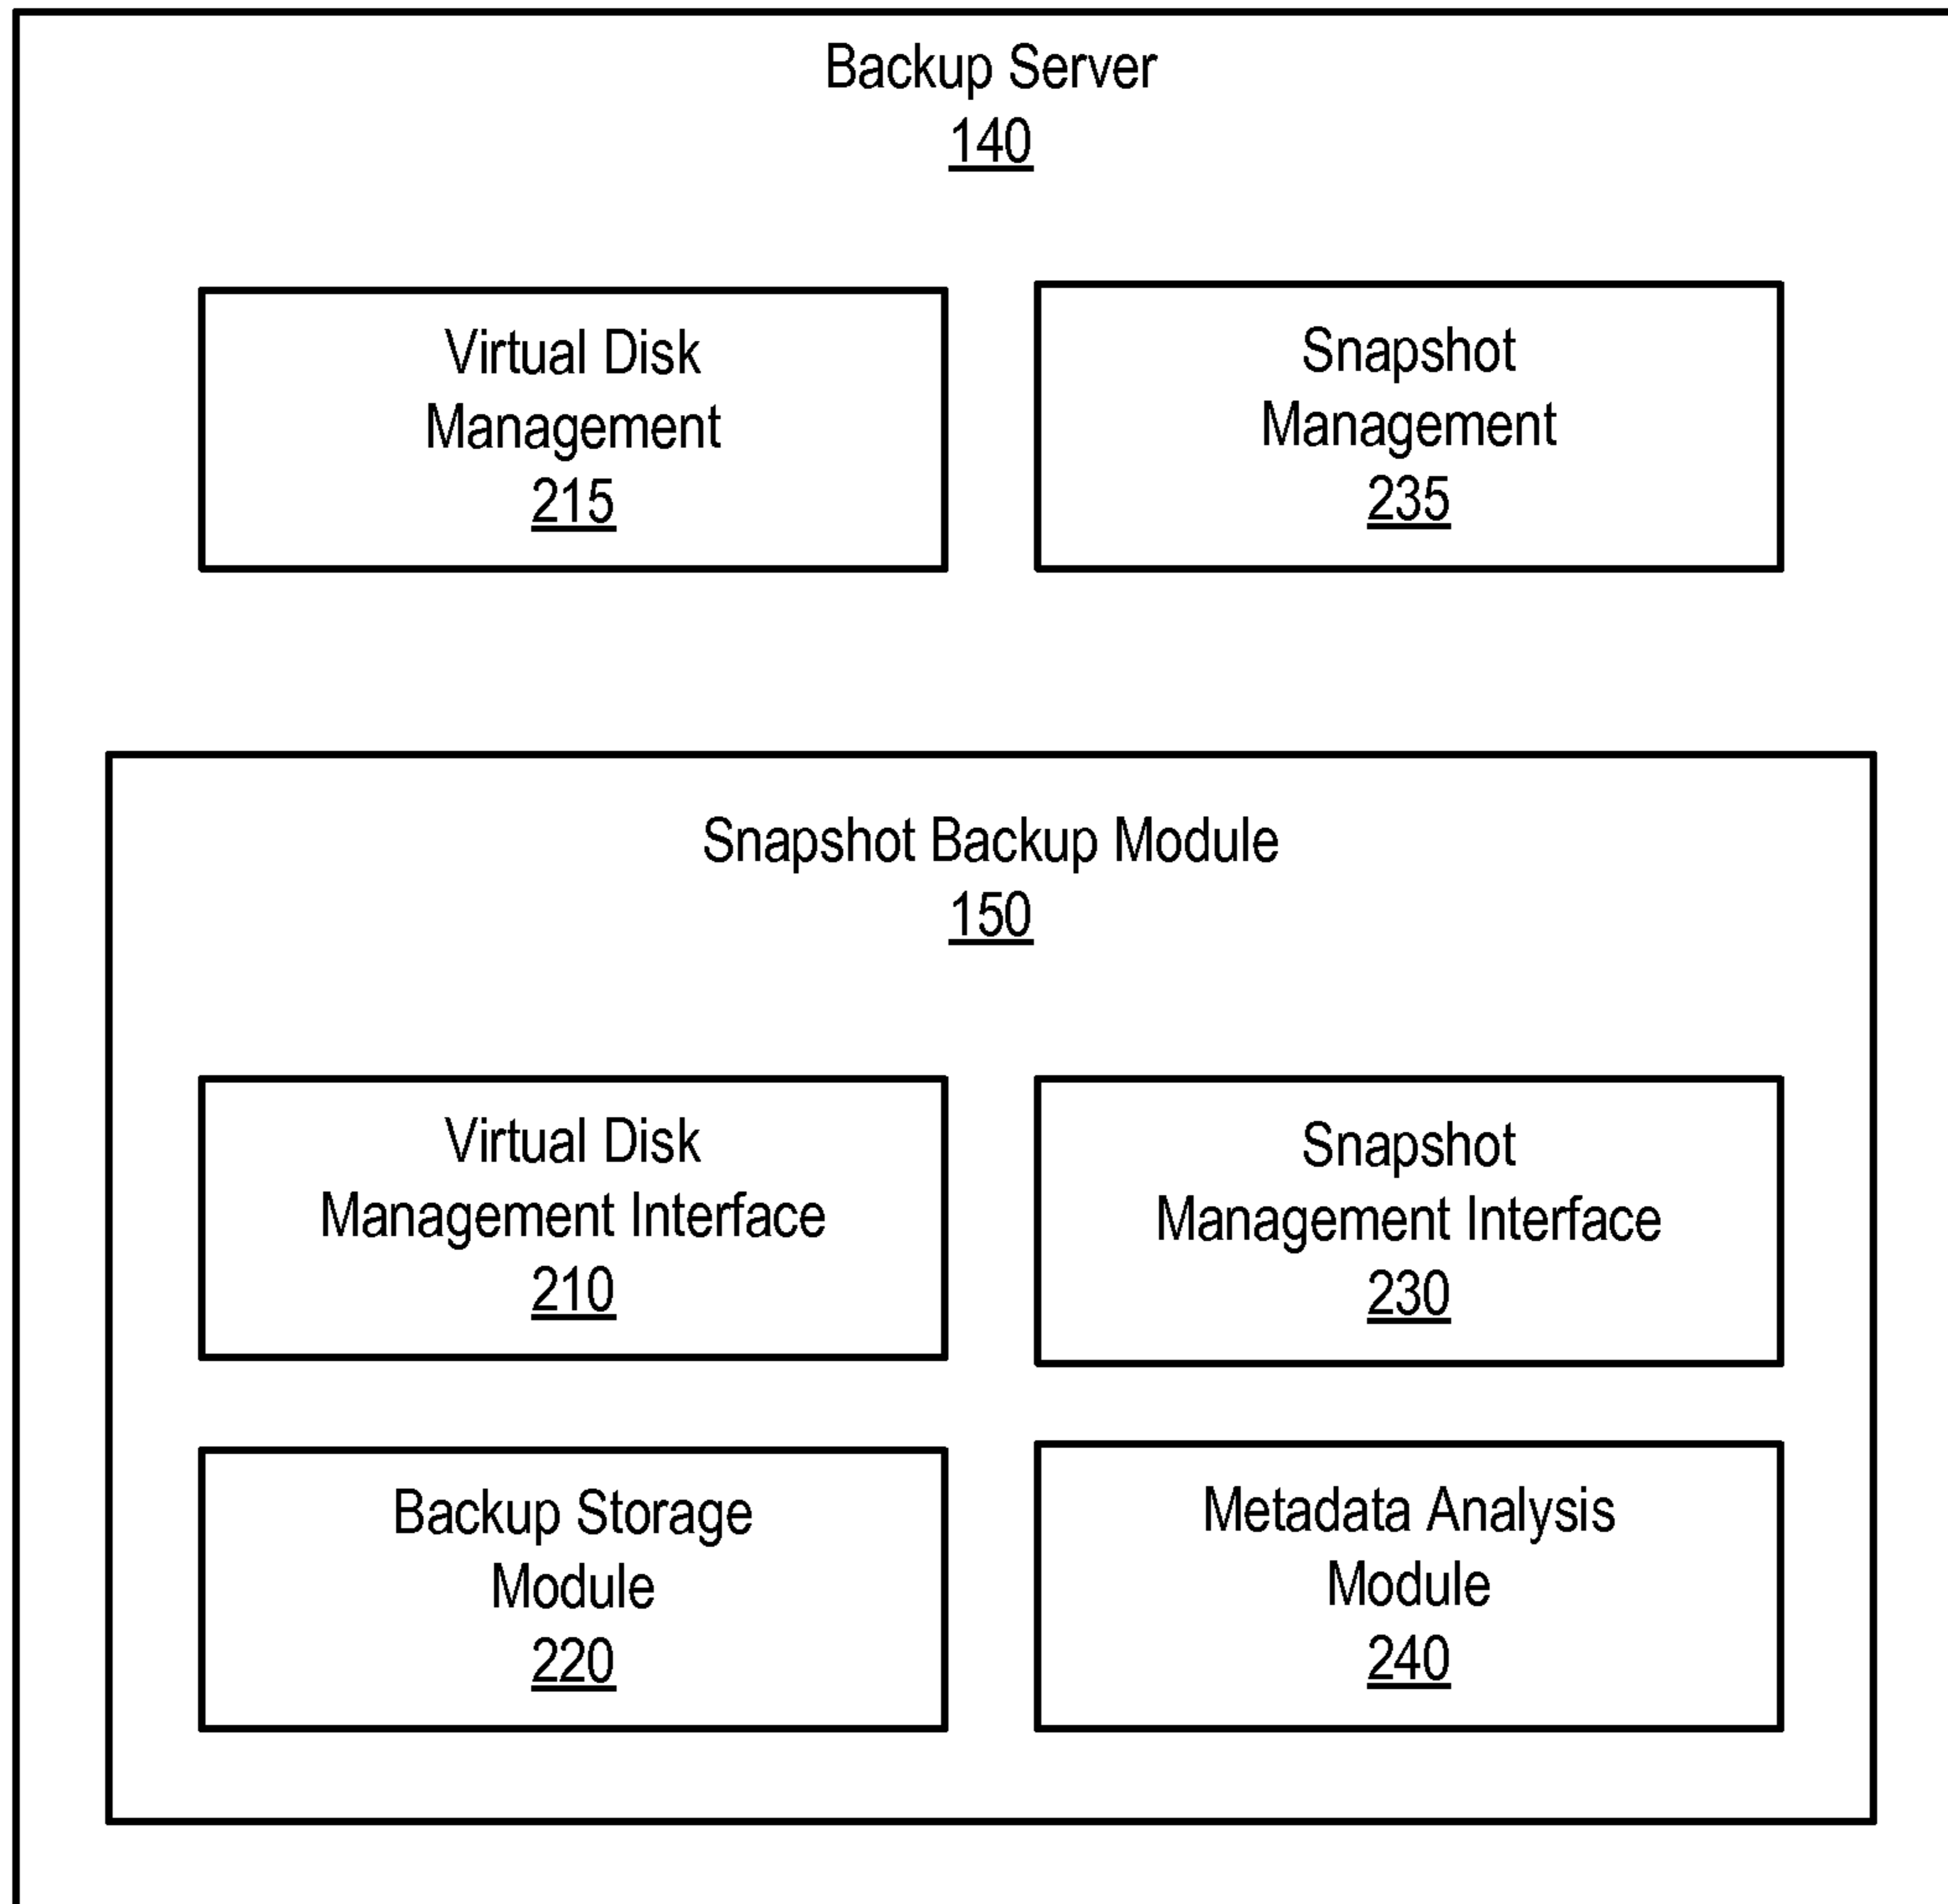 Backup Server
140
Virtual Disk
Management
215
Snapshot
Management
235
Snapshot Backup Module
150
Virtual Disk
Management Interface
210
Snapshot
Management Interface
230
Backup Storage
Module
220
Metadata Analysis
Module
240